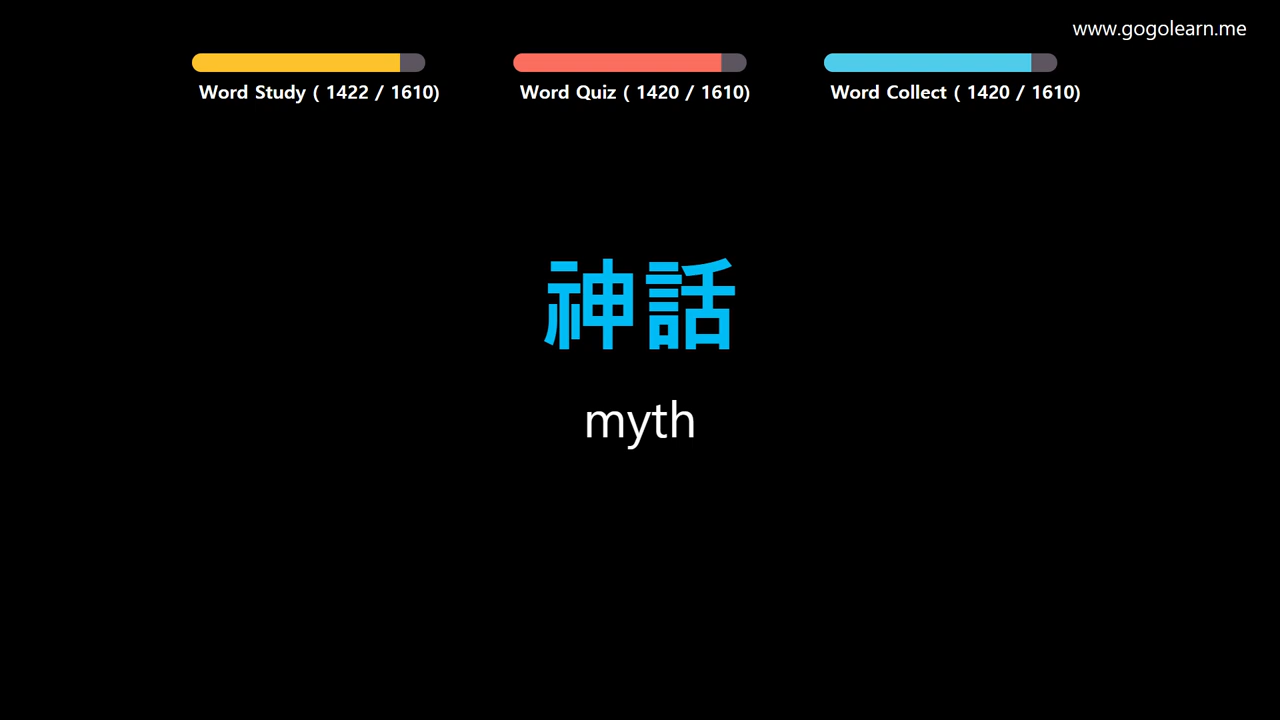 www.gogolearn.me
Word Study ( 1422 / 1610)
Word Quiz ( 1420 / 1610)
Word Collect ( 1420 / 1610)
神話
myth